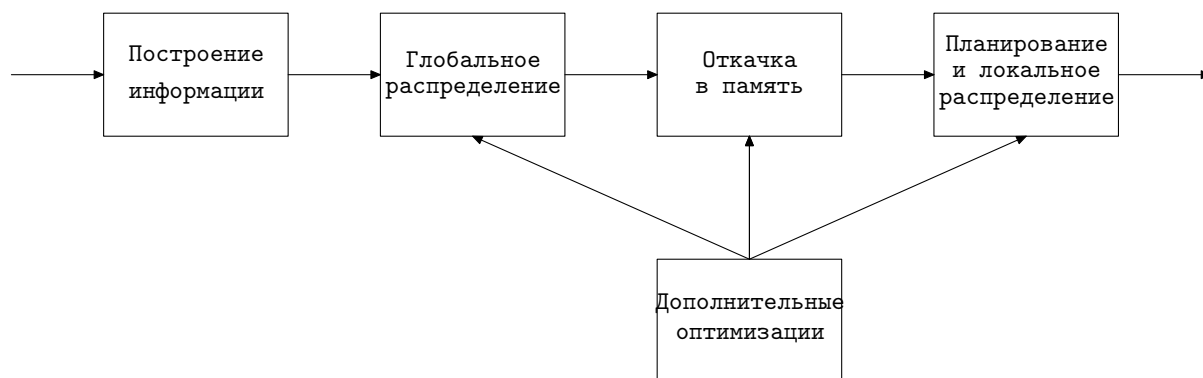 Построение
информации
Глобальное
распределение
Откачка
в память
Планирование
и локальное
распределение
Дополнительные
оптимизации